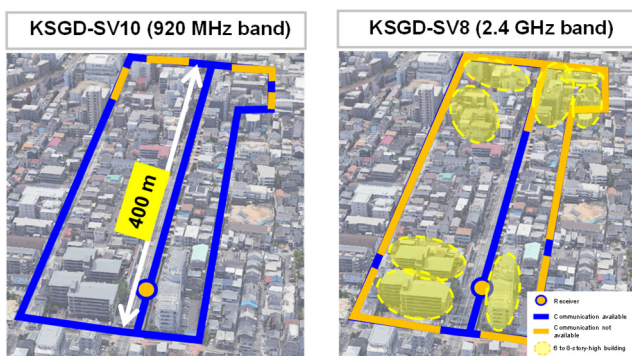 KSGD-SV10 (920 MHz band)
KSGD-SV8 (2.4 GHz band)
400 m
Receiver
Communication available
Communication not
available
6 to 8-story-high building